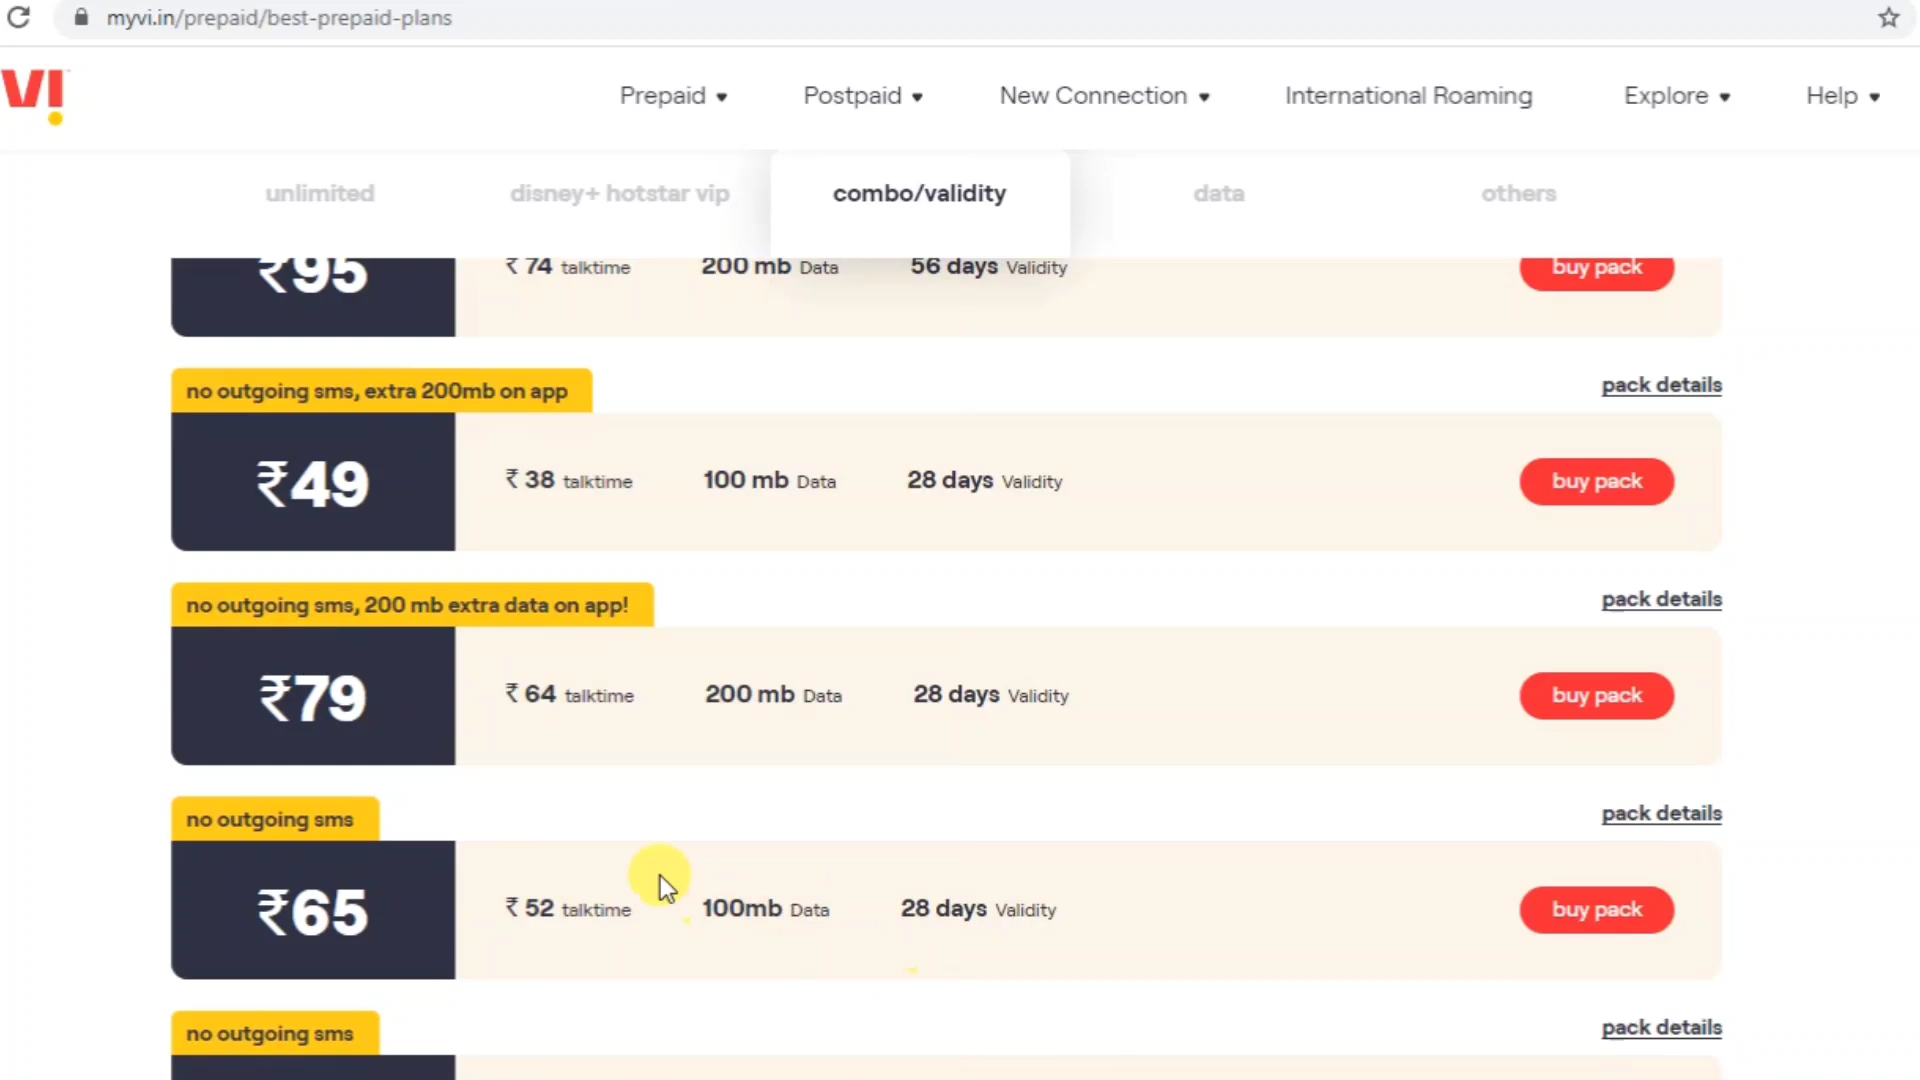 myvi.in/prepaid/best-prepaid-plans
VI
Prepaid Postpaid New Connection International Roaming Explore Help
unlimited disney+ hotstar vip combo/validity data others
₹95 ₹ 74 talktime 200 mb Data 56 days Validity buy pack
no outgoing sms, extra 200mb on app pack details
₹49 ₹ 38 talktime 100 mb Data 28 days Validity buy pack
no outgoing sms, 200 mb extra data on app! pack details
₹79 ₹ 64 talktime 200 mb Data 28 days Validity buy pack
no outgoing sms pack details
₹65 ₹ 52 talktime 100mb Data 28 days Validity buy pack
no outgoing sms pack details